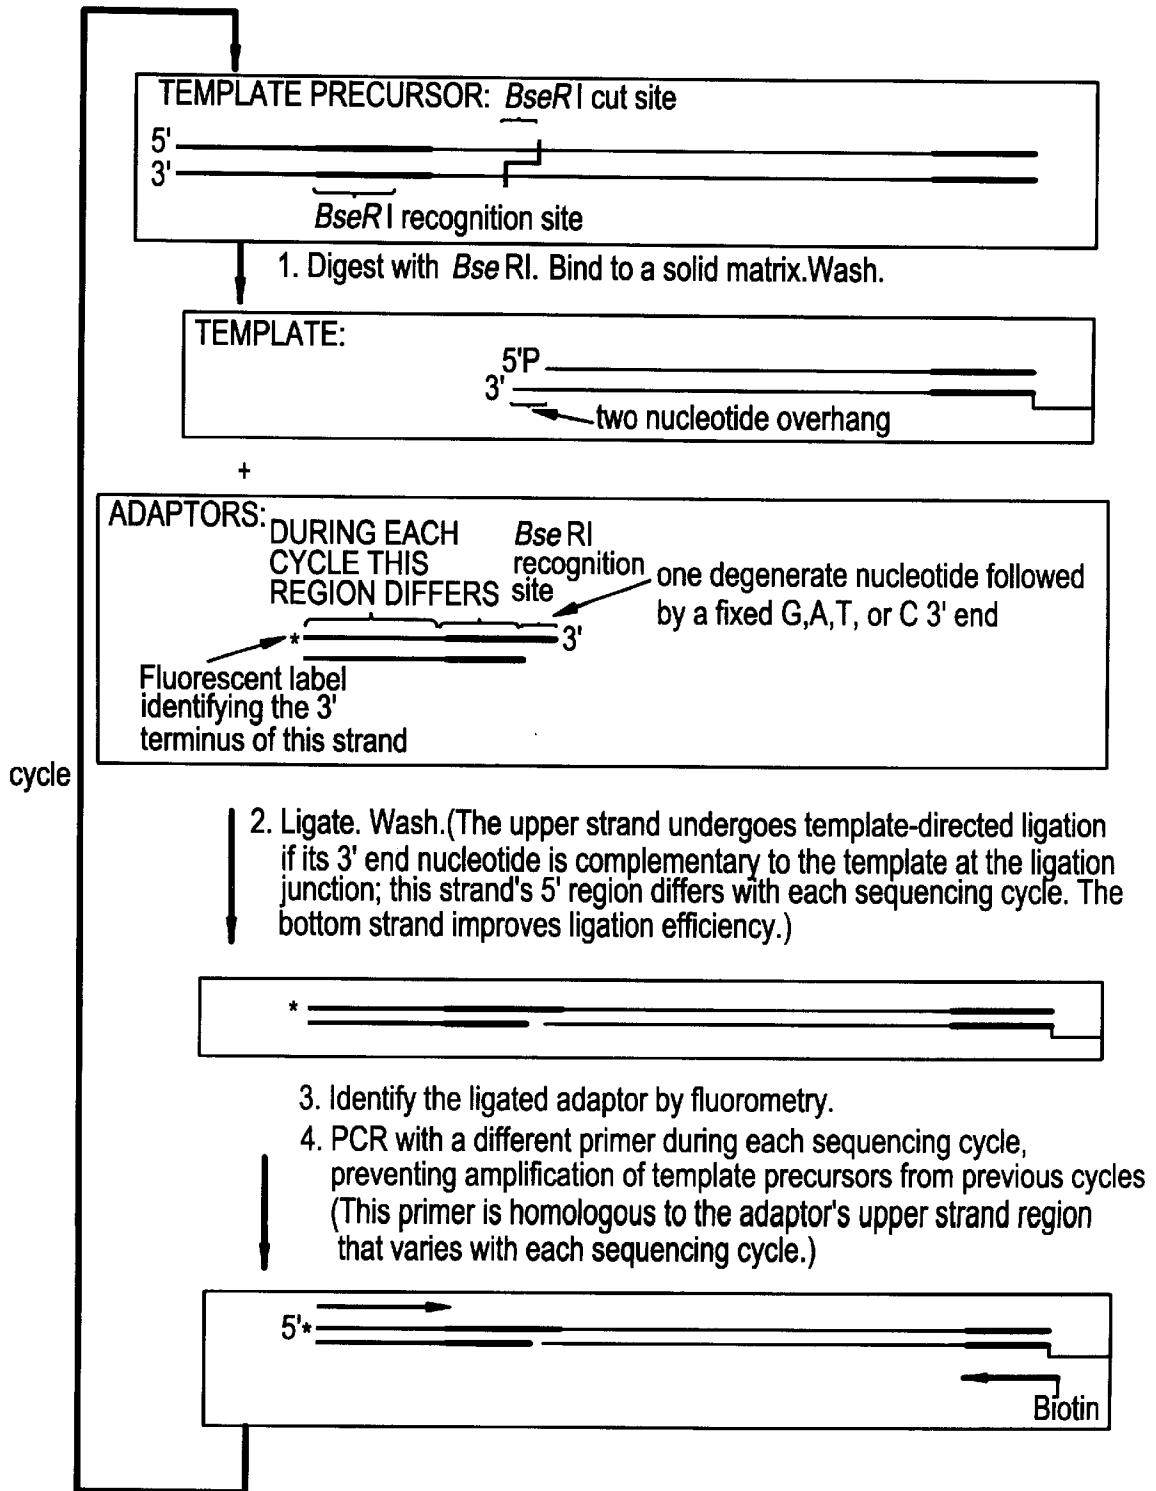 TEMPLATE PRECURSOR: BseR I cut site
5'
3'
BseR I recognition site
1. Digest with Bse RI. Bind to a solid matrix.Wash.
TEMPLATE:
5'P
3'
two nucleotide overhang
+
ADAPTORS:
DURING EACH
CYCLE THIS
REGION DIFFERS
Bse RI
recognition
site
one degenerate nucleotide followed
by a fixed G,A,T, or C 3' end
*
3'
Fluorescent label
identifying the 3'
terminus of this strand
cycle
2. Ligate. Wash.(The upper strand undergoes template-directed ligation
if its 3' end nucleotide is complementary to the template at the ligation
junction; this strand's 5' region differs with each sequencing cycle. The
bottom strand improves ligation efficiency.)
*
3. Identify the ligated adaptor by fluorometry.
4. PCR with a different primer during each sequencing cycle,
preventing amplification of template precursors from previous cycles
(This primer is homologous to the adaptor's upper strand region
that varies with each sequencing cycle.)
5'*
Biotin